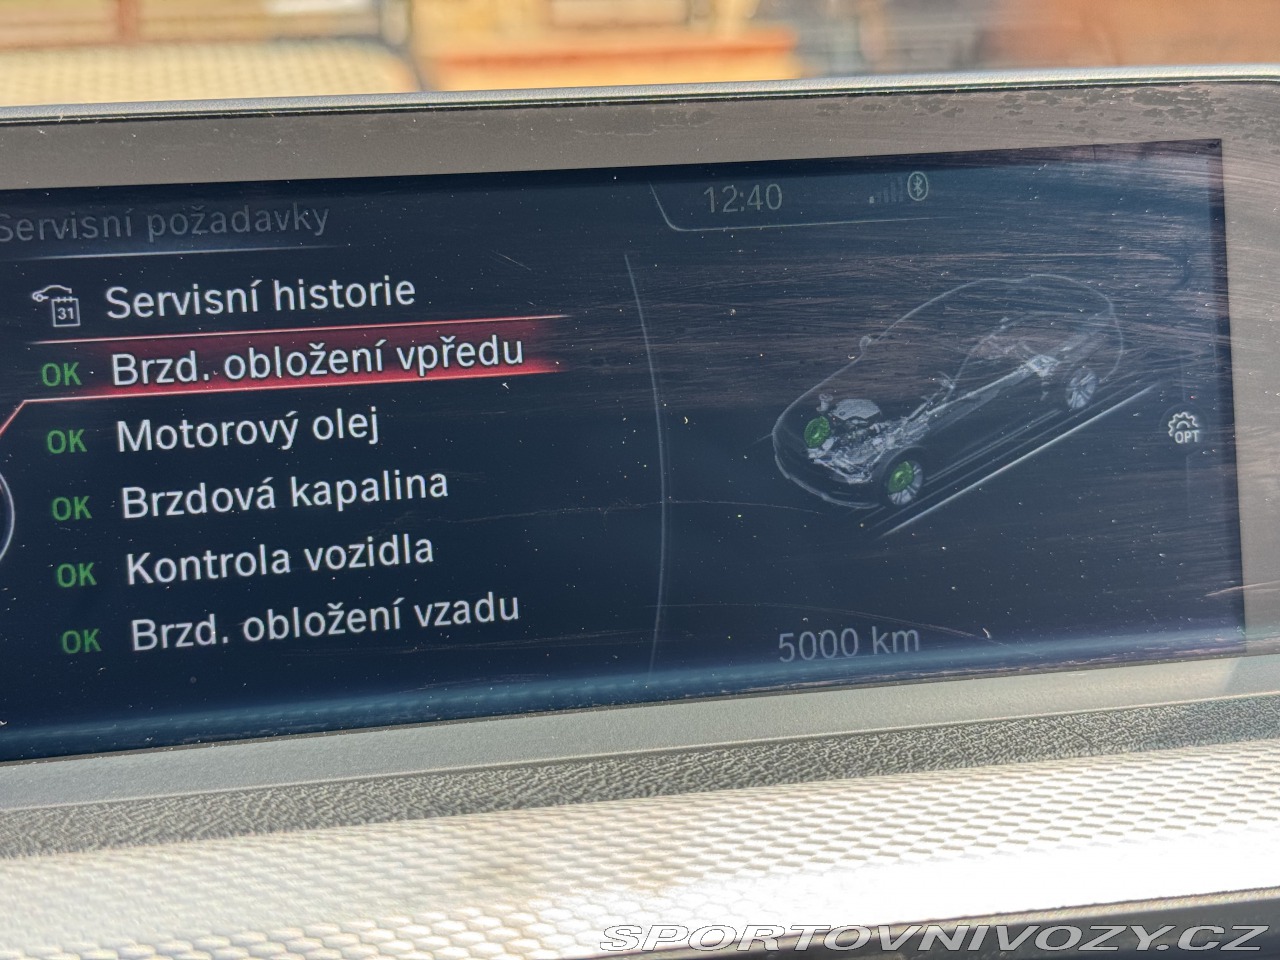 Servisní požadavky
12:40
31
Servisní historie
OK Brzd. obložení vpředu
OK Motorový olej
OK Brzdová kapalina
OK Kontrola vozidla
OK Brzd. obložení vzadu
OPT
5000 km
SPORTOVNIVOZY.CZ